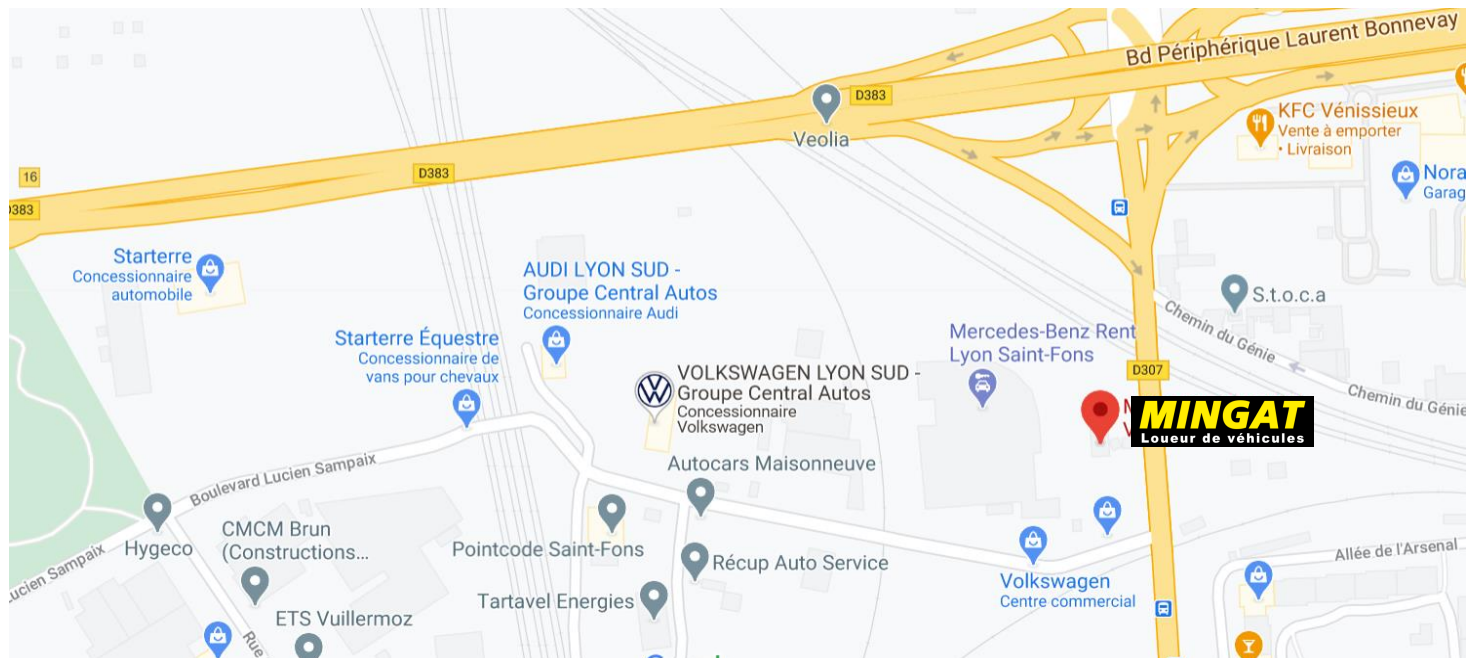 Bd Périphérique Laurent Bonnevay
D383
Veolia
KFC Vénissieux
Vente à emporter
• Livraison
16
D383
Nora
Garag
D383
Starterre
Concessionnaire
automobile
AUDI LYON SUD -
Groupe Central Autos
Concessionnaire Audi
S.t.o.c.a
Chemin du Génie
Starterre Équestre
Concessionnaire de
vans pour chevaux
Mercedes-Benz Rent
Lyon Saint-Fons
VOLKSWAGEN LYON SUD -
Groupe Central Autos
Concessionnaire
Volkswagen
D307
Chemin du Génie
MINGAT
Loueur de véhicules
Autocars Maisonneuve
Boulevard Lucien Sampaix
Hygeco
CMCM Brun
(Constructions...
Pointcode Saint-Fons
Récup Auto Service
Allée de l'Arsenal
Lucien Sampaix
Volkswagen
Centre commercial
Tartavel Energies
ETS Vuillermoz
Rue